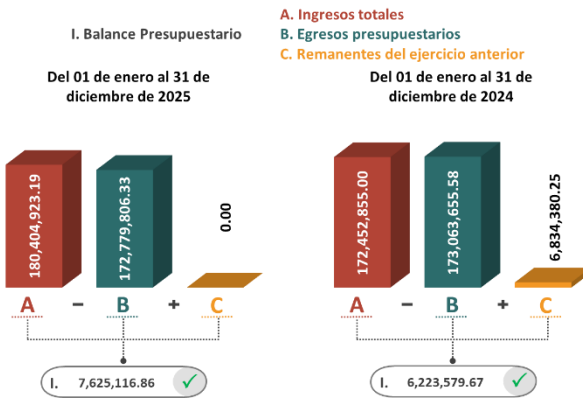 A. Ingresos totales
I. Balance Presupuestario
B. Egresos presupuestarios
C. Remanentes del ejercicio anterior
Del 01 de enero al 31 de
diciembre de 2025
180,404,923.19
172,779,806.33
0.00
A – B + C
I. 7,625,116.86
Del 01 de enero al 31 de
diciembre de 2024
172,452,855.00
173,063,655.58
6,834,380.25
A – B + C
I. 6,223,579.67